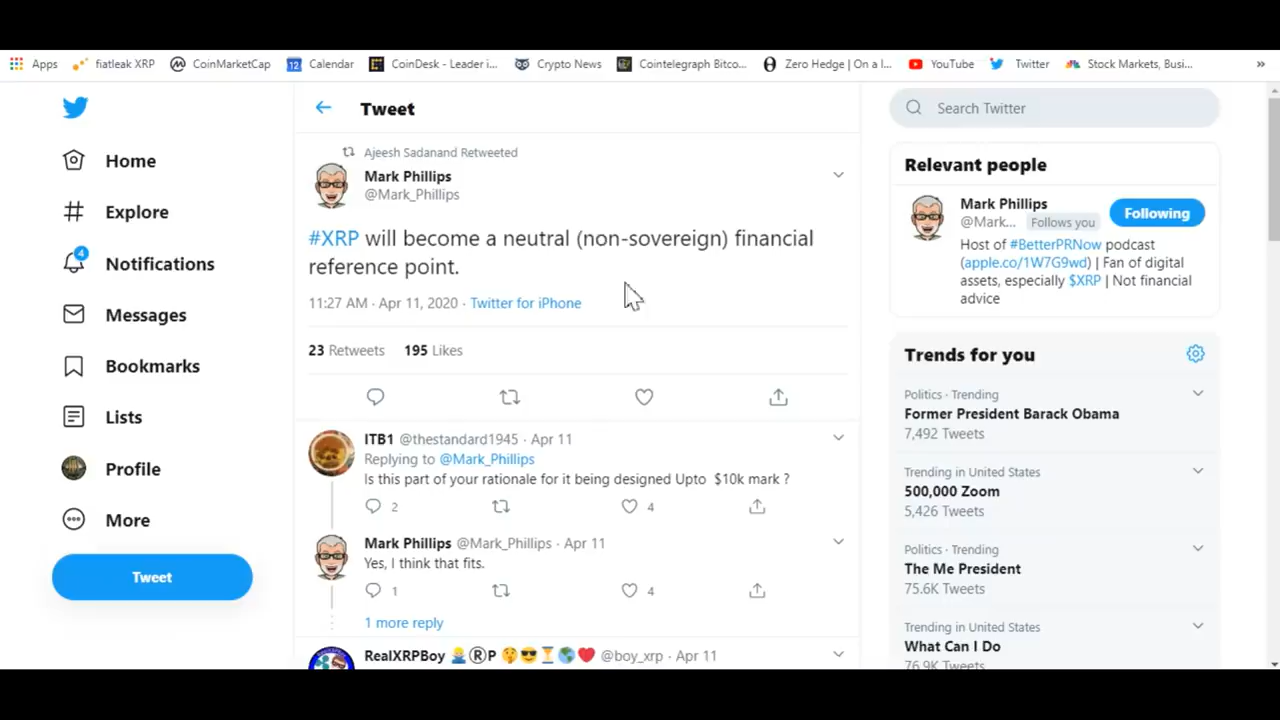 Apps fiatleak XRP CoinMarketCap Calendar CoinDesk - Leader i... Crypto News Cointelegraph Bitco... Zero Hedge | On a l... YouTube Twitter Stock Markets, Busi... »
Home
Explore
4
Notifications
Messages
Bookmarks
Lists
Profile
More
Tweet
Tweet
Ajeesh Sadanand Retweeted
Mark Phillips
@Mark_Phillips
#XRP will become a neutral (non-sovereign) financial
reference point.
11:27 AM · Apr 11, 2020 · Twitter for iPhone
23 Retweets 195 Likes
ITB1 @thestandard1945 · Apr 11
Replying to @Mark_Phillips
Is this part of your rationale for it being designed Upto $10k mark ?
2 4
Mark Phillips @Mark_Phillips · Apr 11
Yes, I think that fits.
1 4
1 more reply
RealXRPBoy 🤷‍♂️ⓇP 🤫😎⏳🌎❤️ @boy_xrp · Apr 11
Search Twitter
Relevant people
Mark Phillips
@Mark... Follows you
Following
Host of #BetterPRNow podcast
(apple.co/1W7G9wd) | Fan of digital
assets, especially $XRP | Not financial
advice
Trends for you
Politics · Trending
Former President Barack Obama
7,492 Tweets
Trending in United States
500,000 Zoom
5,426 Tweets
Politics · Trending
The Me President
75.6K Tweets
Trending in United States
What Can I Do
76.9K Tweets